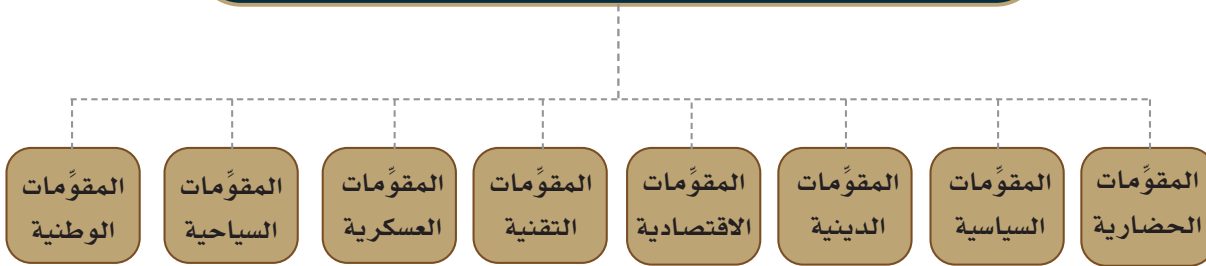 المقوِّمات
الحضارية
المقوِّمات
السياسية
المقوِّمات
الدينية
المقوِّمات
الاقتصادية
المقوِّمات
التقنية
المقوِّمات
العسكرية
المقوِّمات
السياحية
المقوِّمات
الوطنية